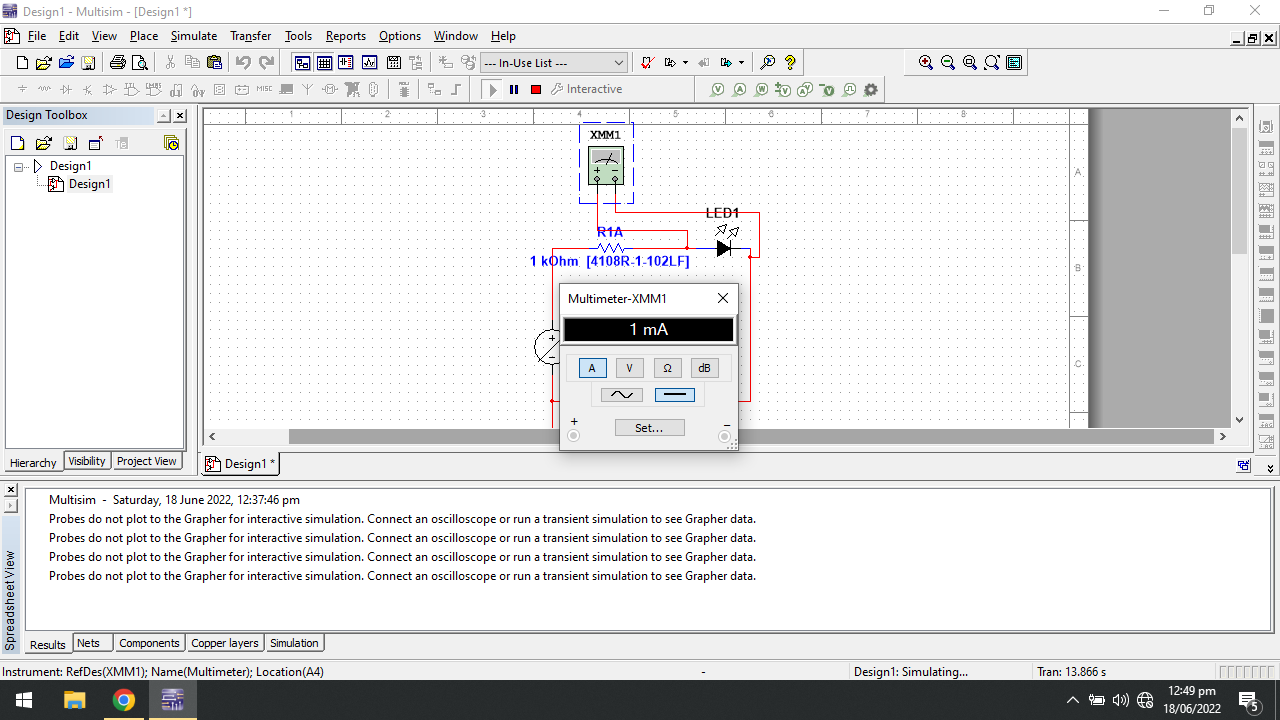 Design1 - Multisim - [Design1 *]
File Edit View Place Simulate Transfer Tools Reports Options Window Help
--- In-Use List ---
MISC
Interactive
V A W V A V
Design Toolbox
1 2 3 4 5 6 7 8
XMM1
+ −
A
Design1
Design1
LED1
R1A
1 kOhm [4108R-1-102LF]
B
Multimeter-XMM1
1 mA
+
−
C
A V Ω dB
+ −
Set...
Hierarchy Visibility Project View
Design1 *
Multisim - Saturday, 18 June 2022, 12:37:46 pm
Probes do not plot to the Grapher for interactive simulation. Connect an oscilloscope or run a transient simulation to see Grapher data.
Probes do not plot to the Grapher for interactive simulation. Connect an oscilloscope or run a transient simulation to see Grapher data.
Probes do not plot to the Grapher for interactive simulation. Connect an oscilloscope or run a transient simulation to see Grapher data.
Probes do not plot to the Grapher for interactive simulation. Connect an oscilloscope or run a transient simulation to see Grapher data.
Spreadsheet View
Results Nets Components Copper layers Simulation
Instrument: RefDes(XMM1); Name(Multimeter); Location(A4)
-
Design1: Simulating...
Tran: 13.866 s
12:49 pm
18/06/2022
5